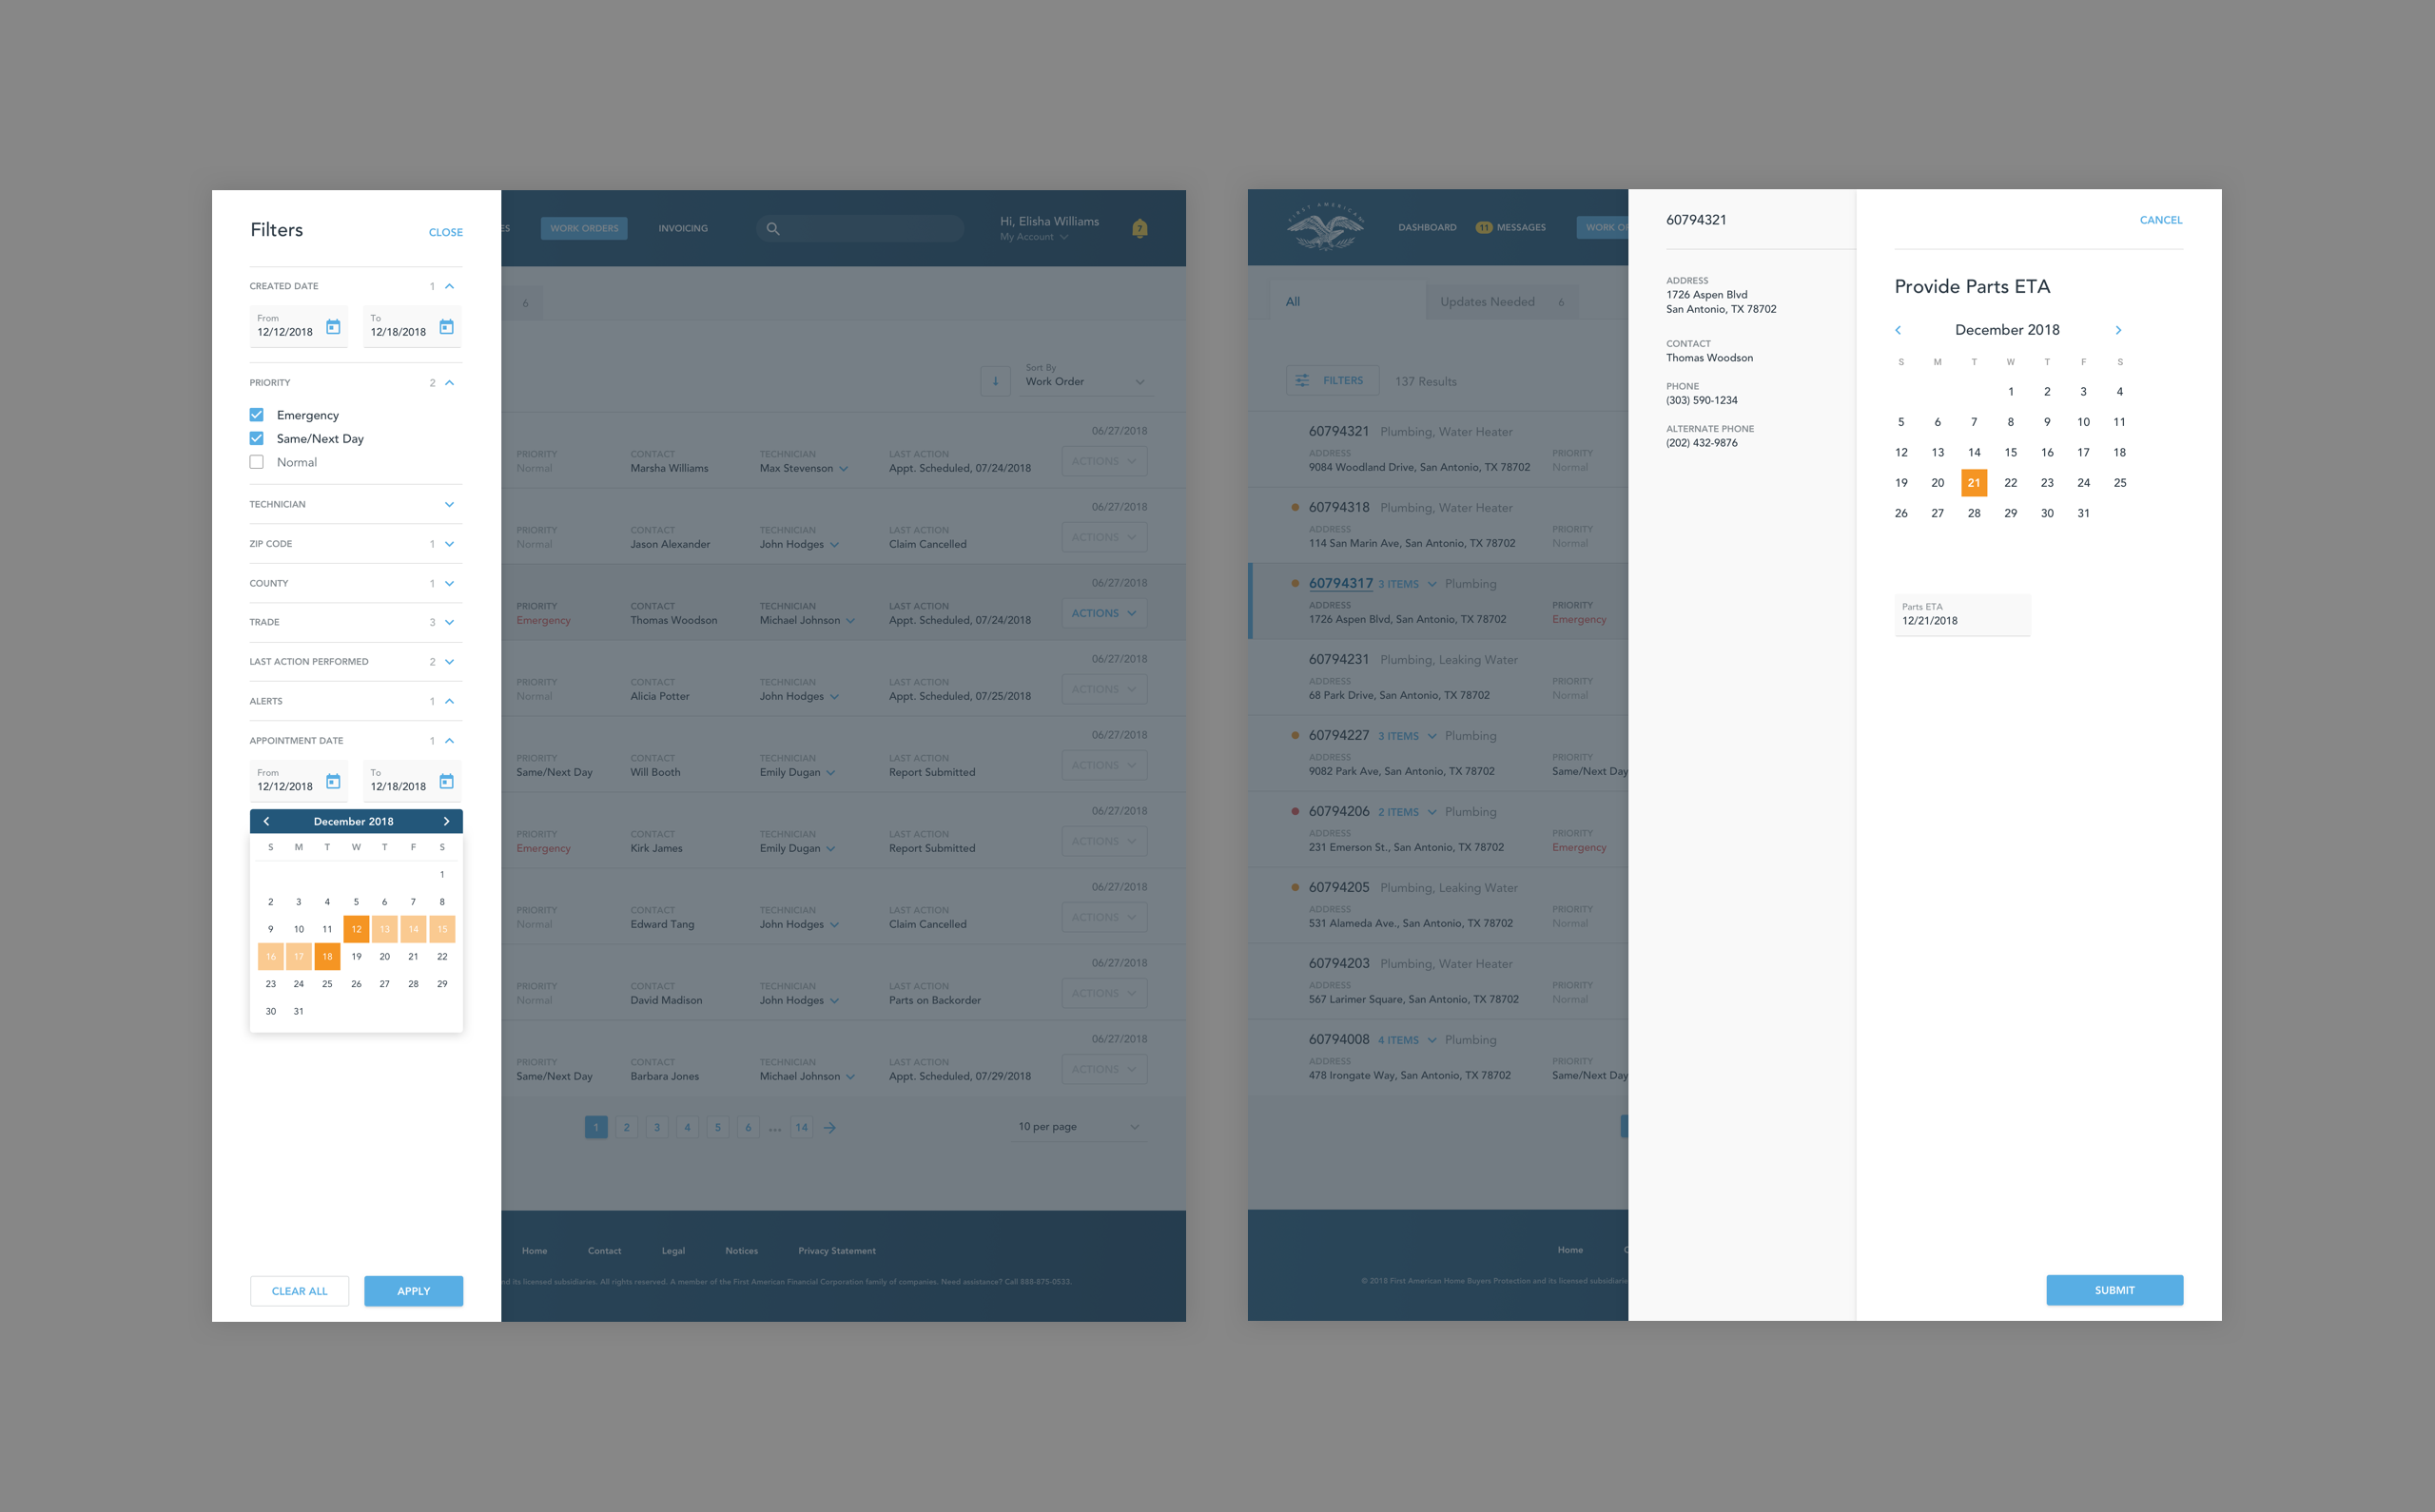 Filters
CLOSE
CREATED DATE 1
From
12/12/2018
To
12/18/2018
PRIORITY 2
Emergency
Same/Next Day
Normal
TECHNICIAN
ZIP CODE 1
COUNTY 1
TRADE 3
LAST ACTION PERFORMED 2
ALERTS 1
APPOINTMENT DATE 1
From
12/12/2018
To
12/18/2018
December 2018
S M T W T F S
1
2 3 4 5 6 7 8
9 10 11 12 13 14 15
16 17 18 19 20 21 22
23 24 25 26 27 28 29
30 31
CLEAR ALL
APPLY
ES
WORK ORDERS
INVOICING
Hi, Elisha Williams
My Account
7
6
Sort By
Work Order
06/27/2018
PRIORITY CONTACT TECHNICIAN LAST ACTION
Normal Marsha Williams Max Stevenson Appt. Scheduled, 07/24/2018
ACTIONS
06/27/2018
PRIORITY CONTACT TECHNICIAN LAST ACTION
Normal Jason Alexander John Hodges Claim Cancelled
ACTIONS
06/27/2018
PRIORITY CONTACT TECHNICIAN LAST ACTION
Emergency Thomas Woodson Michael Johnson Appt. Scheduled, 07/24/2018
ACTIONS
06/27/2018
PRIORITY CONTACT TECHNICIAN LAST ACTION
Normal Alicia Potter John Hodges Appt. Scheduled, 07/25/2018
ACTIONS
06/27/2018
PRIORITY CONTACT TECHNICIAN LAST ACTION
Same/Next Day Will Booth Emily Dugan Report Submitted
ACTIONS
06/27/2018
PRIORITY CONTACT TECHNICIAN LAST ACTION
Emergency Kirk James Emily Dugan Report Submitted
ACTIONS
06/27/2018
PRIORITY CONTACT TECHNICIAN LAST ACTION
Normal Edward Tang John Hodges Claim Cancelled
ACTIONS
06/27/2018
PRIORITY CONTACT TECHNICIAN LAST ACTION
Normal David Madison John Hodges Parts on Backorder
ACTIONS
06/27/2018
PRIORITY CONTACT TECHNICIAN LAST ACTION
Same/Next Day Barbara Jones Michael Johnson Appt. Scheduled, 07/29/2018
ACTIONS
1 2 3 4 5 6 ... 14
10 per page
Home Contact Legal Notices Privacy Statement
nd its licensed subsidiaries. All rights reserved. A member of the First American Financial Corporation family of companies. Need assistance? Call 888-875-0533.
FIRST AMERICAN
DASHBOARD
11 MESSAGES
WORK O
All
Updates Needed 6
FILTERS
137 Results
60794321 Plumbing, Water Heater
ADDRESS PRIORITY
9084 Woodland Drive, San Antonio, TX 78702 Normal
60794318 Plumbing, Water Heater
ADDRESS PRIORITY
114 San Marin Ave, San Antonio, TX 78702 Normal
60794317 3 ITEMS Plumbing
ADDRESS PRIORITY
1726 Aspen Blvd, San Antonio, TX 78702 Emergency
60794231 Plumbing, Leaking Water
ADDRESS PRIORITY
68 Park Drive, San Antonio, TX 78702 Normal
60794227 3 ITEMS Plumbing
ADDRESS PRIORITY
9082 Park Ave, San Antonio, TX 78702 Same/Next Day
60794206 2 ITEMS Plumbing
ADDRESS PRIORITY
231 Emerson St., San Antonio, TX 78702 Emergency
60794205 Plumbing, Leaking Water
ADDRESS PRIORITY
531 Alameda Ave., San Antonio, TX 78702 Normal
60794203 Plumbing, Water Heater
ADDRESS PRIORITY
567 Larimer Square, San Antonio, TX 78702 Normal
60794008 4 ITEMS Plumbing
ADDRESS PRIORITY
478 Irongate Way, San Antonio, TX 78702 Same/Next Day
Home C
© 2018 First American Home Buyers Protection and its licensed subsidiarie
60794321
ADDRESS
1726 Aspen Blvd
San Antonio, TX 78702
CONTACT
Thomas Woodson
PHONE
(303) 590-1234
ALTERNATE PHONE
(202) 432-9876
CANCEL
Provide Parts ETA
December 2018
S M T W T F S
1 2 3 4
5 6 7 8 9 10 11
12 13 14 15 16 17 18
19 20 21 22 23 24 25
26 27 28 29 30 31
Parts ETA
12/21/2018
SUBMIT